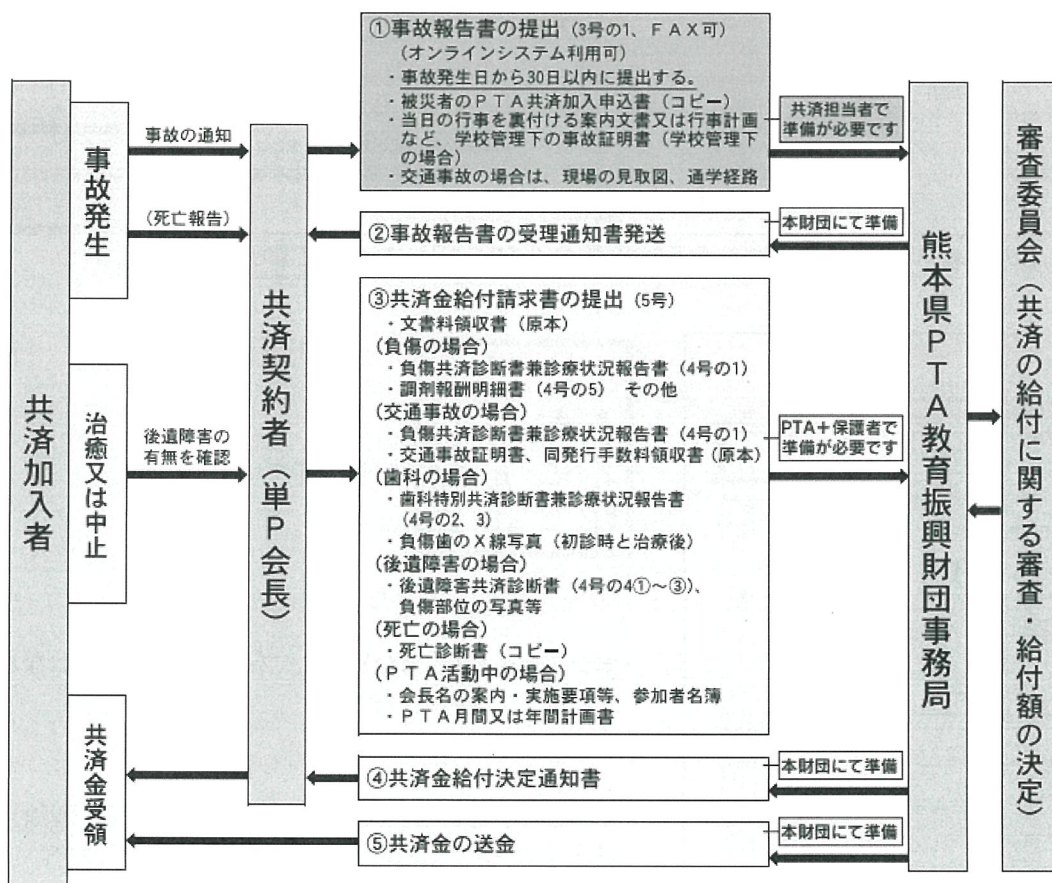 共済加入者
事故発生
事故の通知
(死亡報告)
治癒又は中止
後遺障害の
有無を確認
共済金受領
共済契約者(単P会長)
①事故報告書の提出(3号の1、FAX可)
(オンラインシステム利用可)
・事故発生日から30日以内に提出する。
・被災者のPTA共済加入申込書(コピー)
・当日の行事を裏付ける案内文書又は行事計画
など、学校管理下の事故証明書(学校管理下
の場合)
・交通事故の場合は、現場の見取図、通学経路
共済担当者で
準備が必要です
②事故報告書の受理通知書発送
本財団にて準備
③共済金給付請求書の提出(5号)
・文書料領収書(原本)
(負傷の場合)
・負傷共済診断書兼診療状況報告書(4号の1)
・調剤報酬明細書(4号の5) その他
(交通事故の場合)
・負傷共済診断書兼診療状況報告書(4号の1)
・交通事故証明書、同発行手数料領収書(原本)
(歯科の場合)
・歯科特別共済診断書兼診療状況報告書
(4号の2、3)
・負傷歯のX線写真(初診時と治療後)
(後遺障害の場合)
・後遺障害共済診断書(4号の4①～③)、
負傷部位の写真等
(死亡の場合)
・死亡診断書(コピー)
(PTA活動中の場合)
・会長名の案内・実施要項等、参加者名簿
・PTA月間又は年間計画書
PTA+保護者で
準備が必要です
④共済金給付決定通知書
本財団にて準備
⑤共済金の送金
本財団にて準備
熊本県PTA教育振興財団事務局
審査委員会(共済の給付に関する審査・給付額の決定)